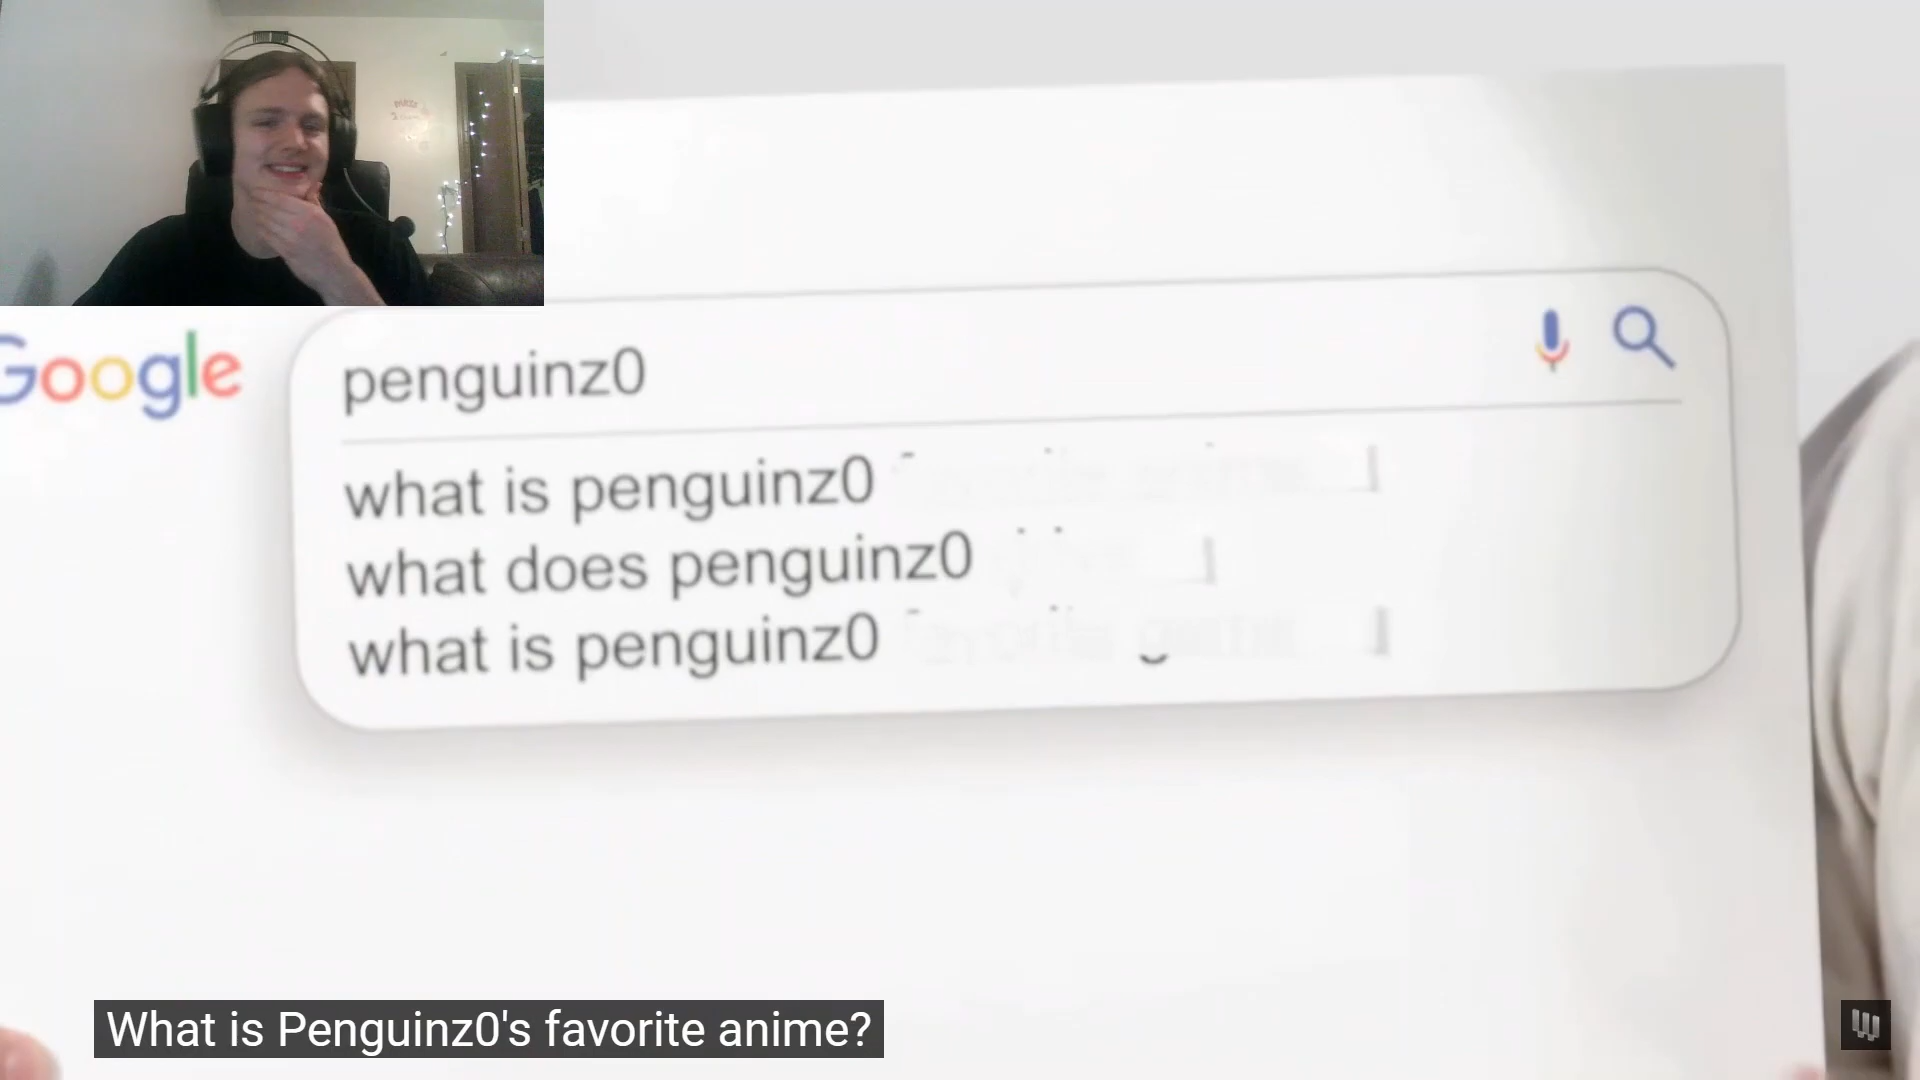 Google
penguinz0
what is penguinz0
what does penguinz0
what is penguinz0
What is Penguinz0's favorite anime?